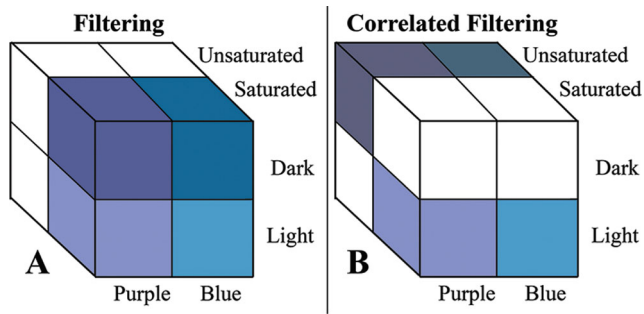 Filtering
Unsaturated
Saturated
Dark
Light
A
Purple Blue
Correlated Filtering
Unsaturated
Saturated
Dark
Light
B
Purple Blue